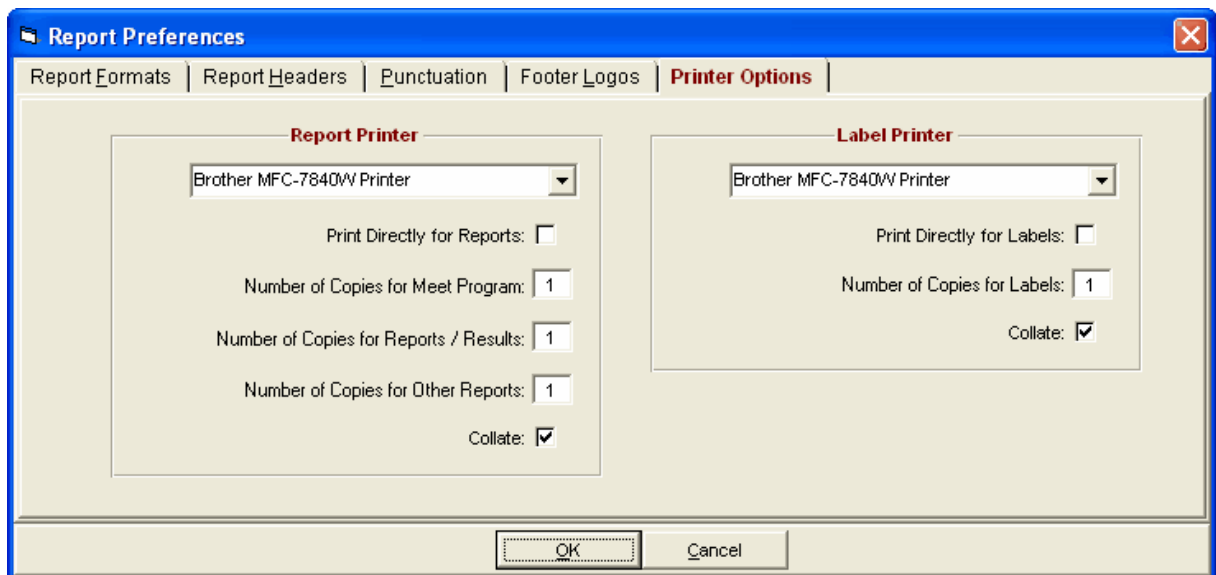 Report Preferences
Report Formats Report Headers Punctuation Footer Logos Printer Options
Report Printer
Brother MFC-7840W Printer
Print Directly for Reports:
Number of Copies for Meet Program: 1
Number of Copies for Reports / Results: 1
Number of Copies for Other Reports: 1
Collate:
Label Printer
Brother MFC-7840W Printer
Print Directly for Labels:
Number of Copies for Labels: 1
Collate:
OK Cancel